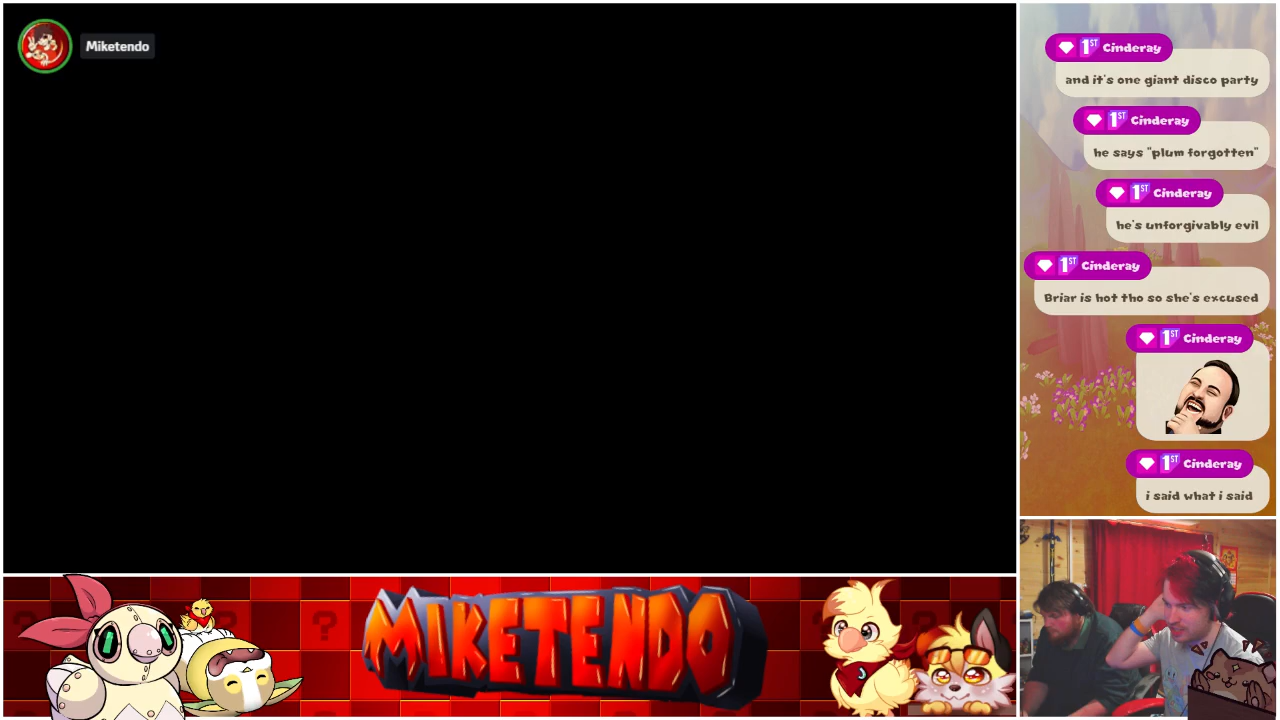 Miketendo
1ST Cinderay
and it's one giant disco party
1ST Cinderay
he says "plum forgotten"
1ST Cinderay
he's unforgivably evil
1ST Cinderay
Briar is hot tho so she's excused
1ST Cinderay
1ST Cinderay
i said what i said
MIKETENDO